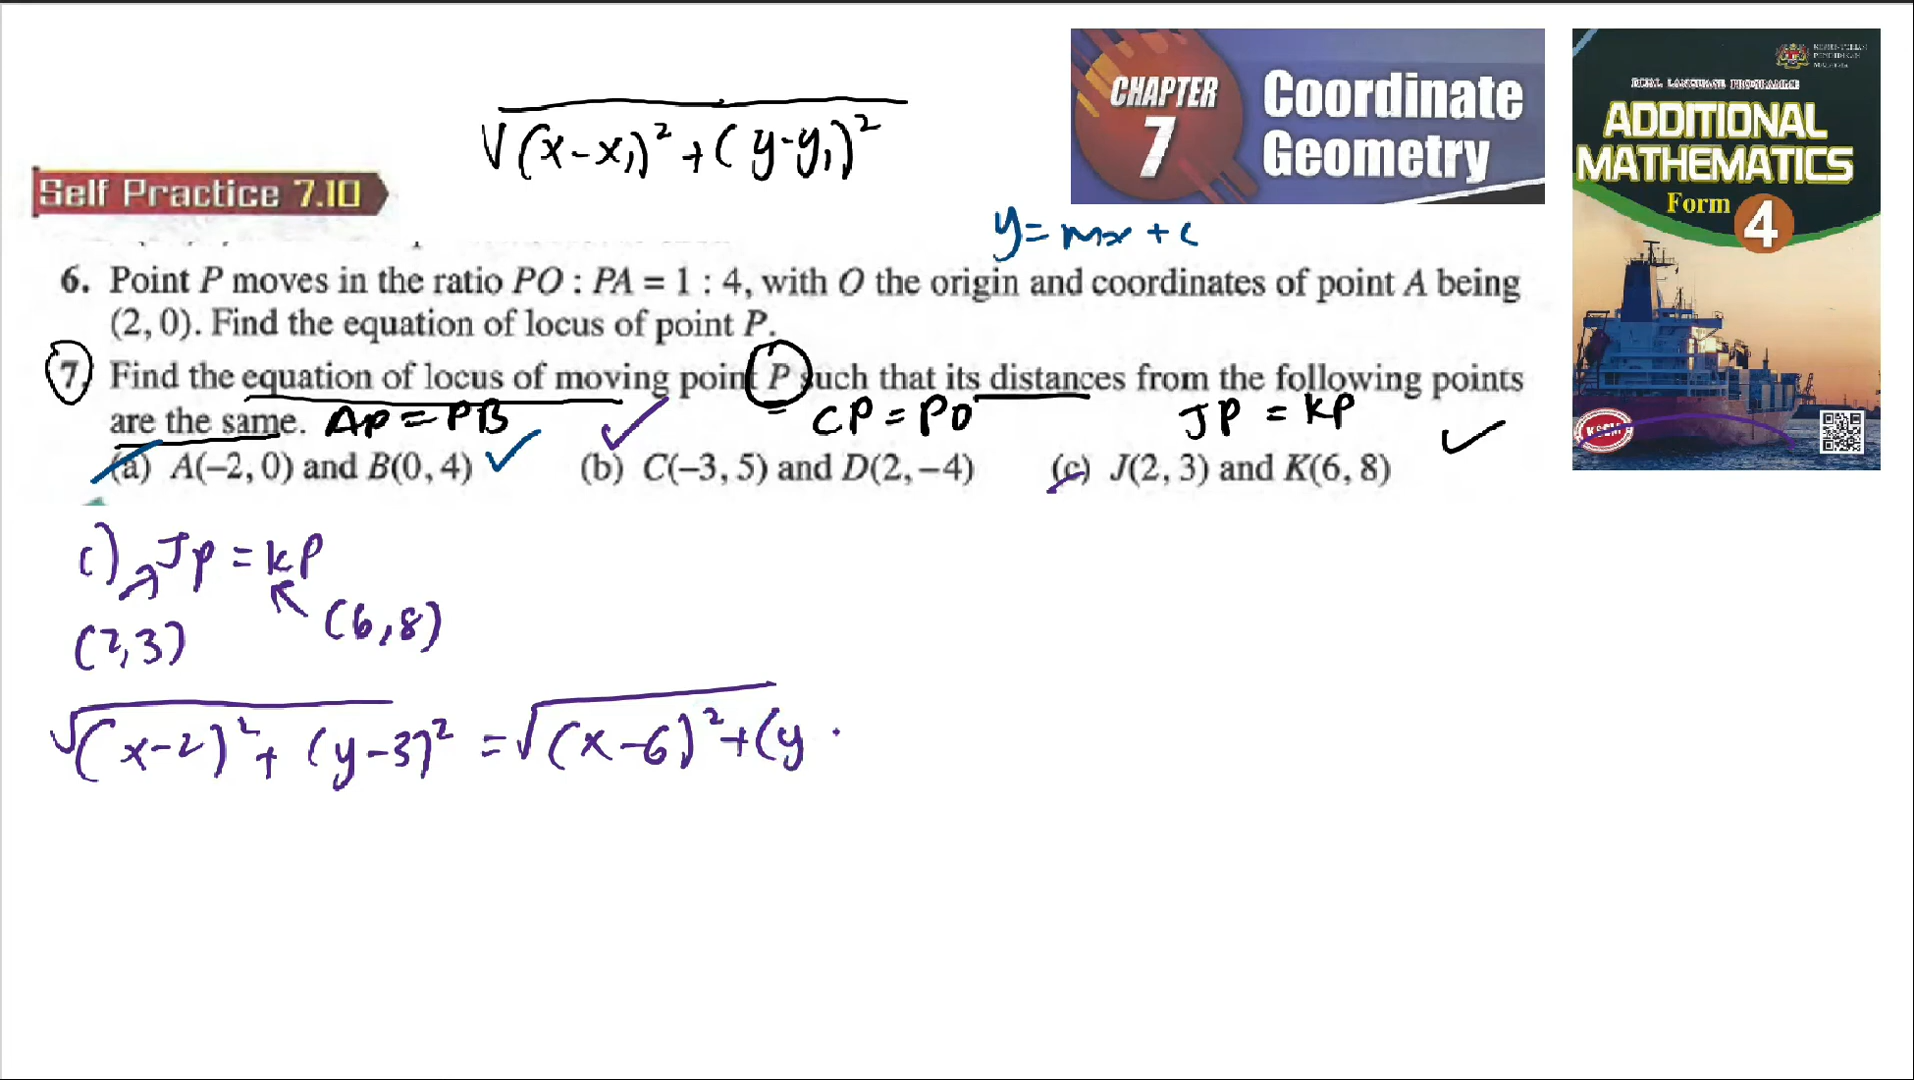 √(x-x₁)² + (y-y₁)²
CHAPTER 7
Coordinate Geometry
DUAL LANGUAGE PROGRAMME
ADDITIONAL MATHEMATICS
Form 4
Self Practice 7.10
y = mx + c
6. Point P moves in the ratio PO : PA = 1 : 4, with O the origin and coordinates of point A being
(2, 0). Find the equation of locus of point P.
7. Find the equation of locus of moving point P such that its distances from the following points
are the same. AP = PB CP = PD JP = KP
(a) A(–2, 0) and B(0, 4) (b) C(–3, 5) and D(2, –4) (c) J(2, 3) and K(6, 8)
c) JP = KP
(2,3) (6,8)
√(x-2)² + (y-3)² = √(x-6)² + (y